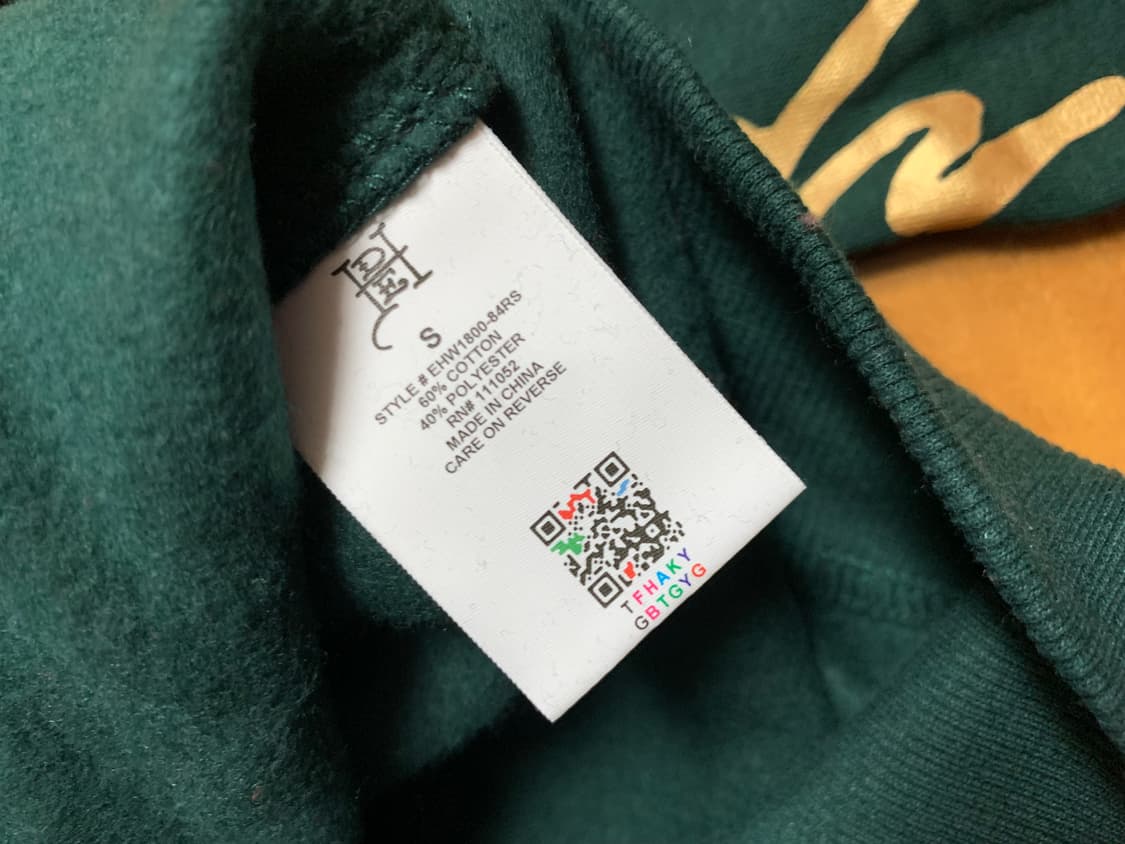 S
STYLE # EHW1800-84RS
60% COTTON
40% POLYESTER
RN# 111052
MADE IN CHINA
CARE ON REVERSE
TFHAKY
GBTGYG